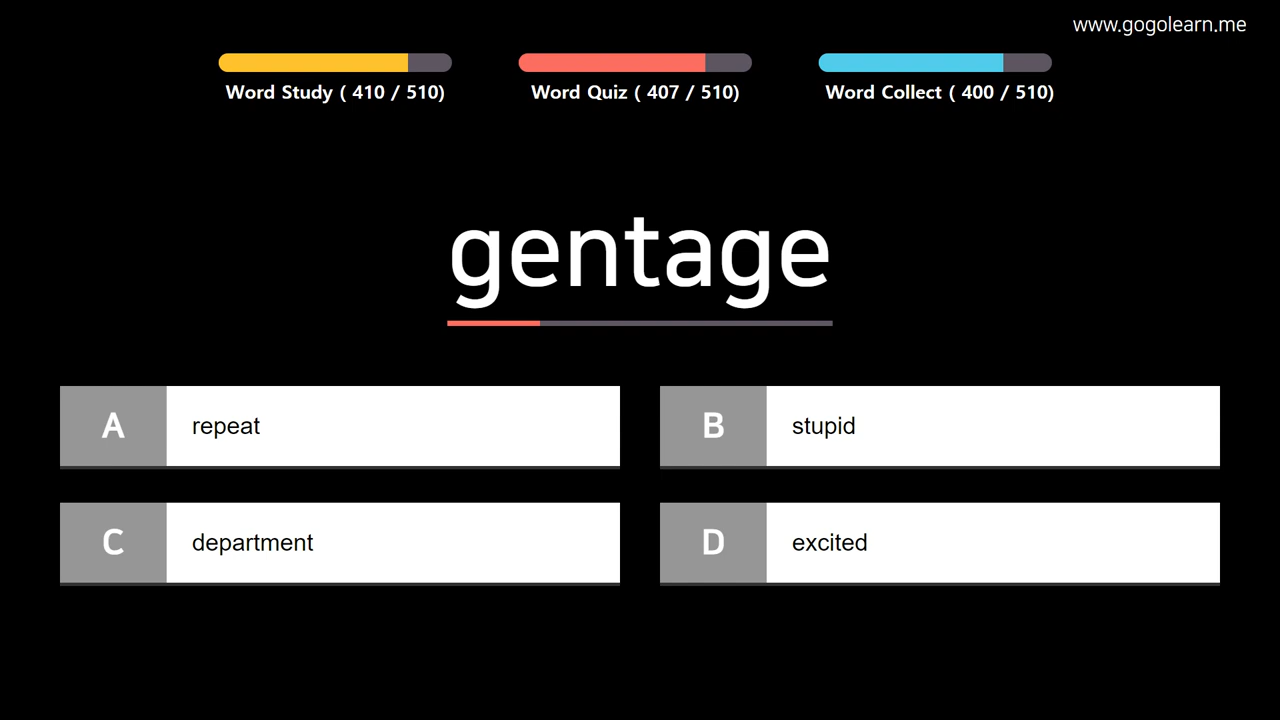 www.gogolearn.me
Word Study ( 410 / 510)
Word Quiz ( 407 / 510)
Word Collect ( 400 / 510)
gentage
A repeat
B stupid
C department
D excited